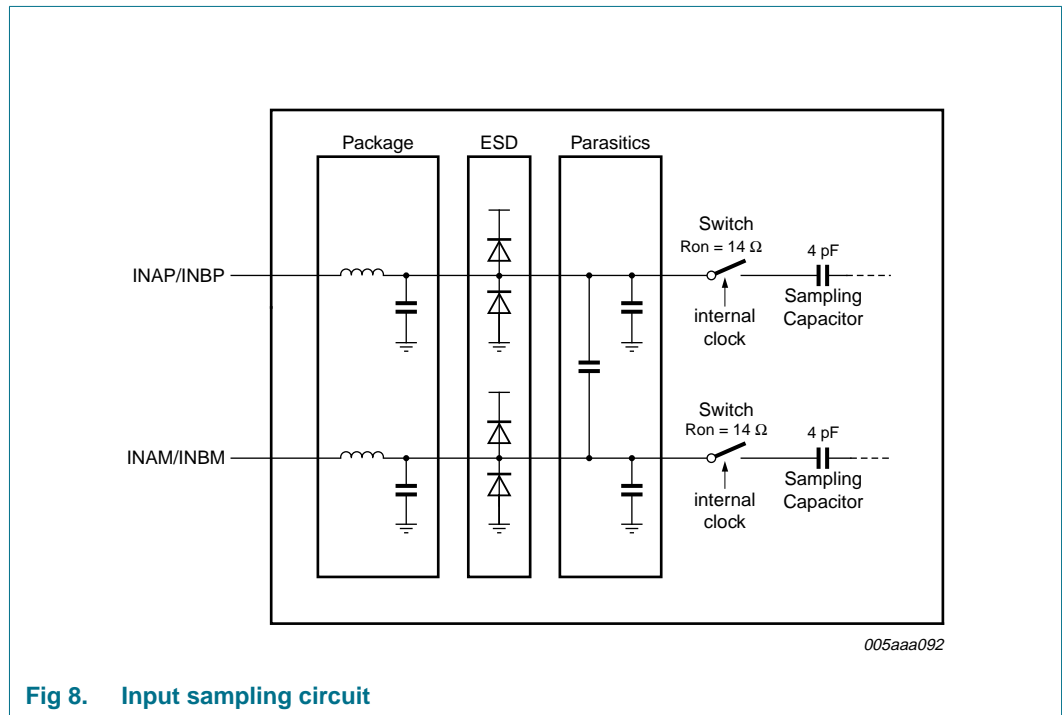 Package
ESD
Parasitics
Switch
Ron = 14 Ω
4 pF
INAP/INBP
Sampling
Capacitor
internal
clock
Switch
Ron = 14 Ω
4 pF
INAM/INBM
Sampling
Capacitor
internal
clock
005aaa092
Fig 8. Input sampling circuit